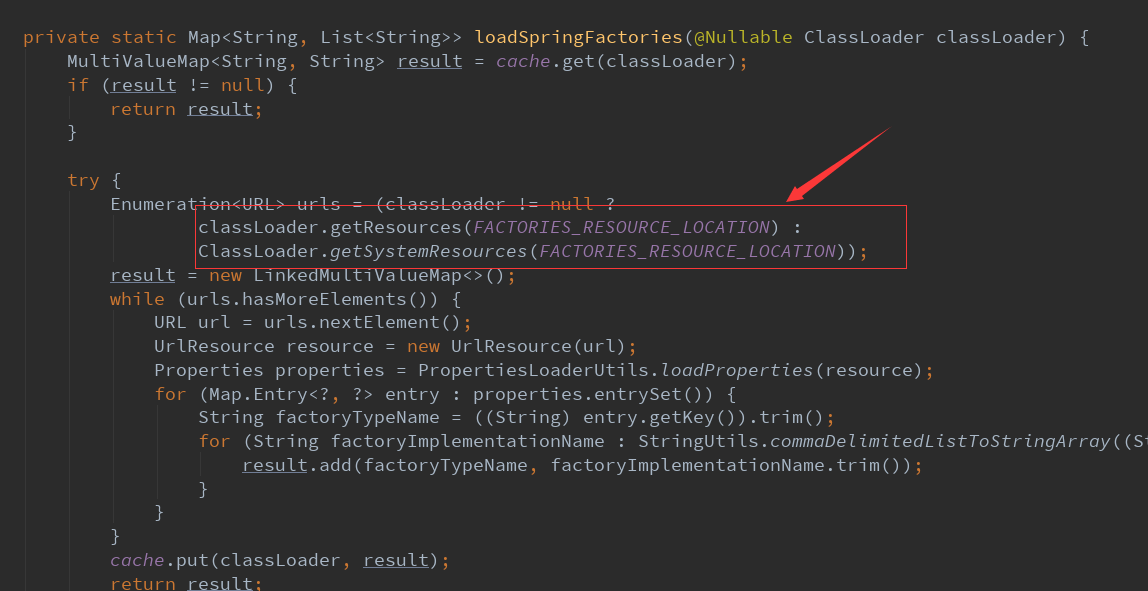 private static Map<String, List<String>> loadSpringFactories(@Nullable ClassLoader classLoader) {
MultiValueMap<String, String> result = cache.get(classLoader);
if (result != null) {
return result;
}
try {
Enumeration<URL> urls = (classLoader != null ?
classLoader.getResources(FACTORIES_RESOURCE_LOCATION) :
ClassLoader.getSystemResources(FACTORIES_RESOURCE_LOCATION));
result = new LinkedMultiValueMap<>();
while (urls.hasMoreElements()) {
URL url = urls.nextElement();
UrlResource resource = new UrlResource(url);
Properties properties = PropertiesLoaderUtils.loadProperties(resource);
for (Map.Entry<?, ?> entry : properties.entrySet()) {
String factoryTypeName = ((String) entry.getKey()).trim();
for (String factoryImplementationName : StringUtils.commaDelimitedListToStringArray((
result.add(factoryTypeName, factoryImplementationName.trim());
}
}
}
cache.put(classLoader, result);
return result;